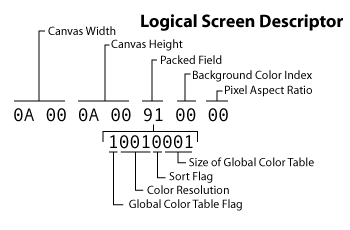 Logical Screen Descriptor
Canvas Width
Canvas Height
Packed Field
Background Color Index
Pixel Aspect Ratio
0A 00 0A 00 91 00 00
10010001
Size of Global Color Table
Sort Flag
Color Resolution
Global Color Table Flag